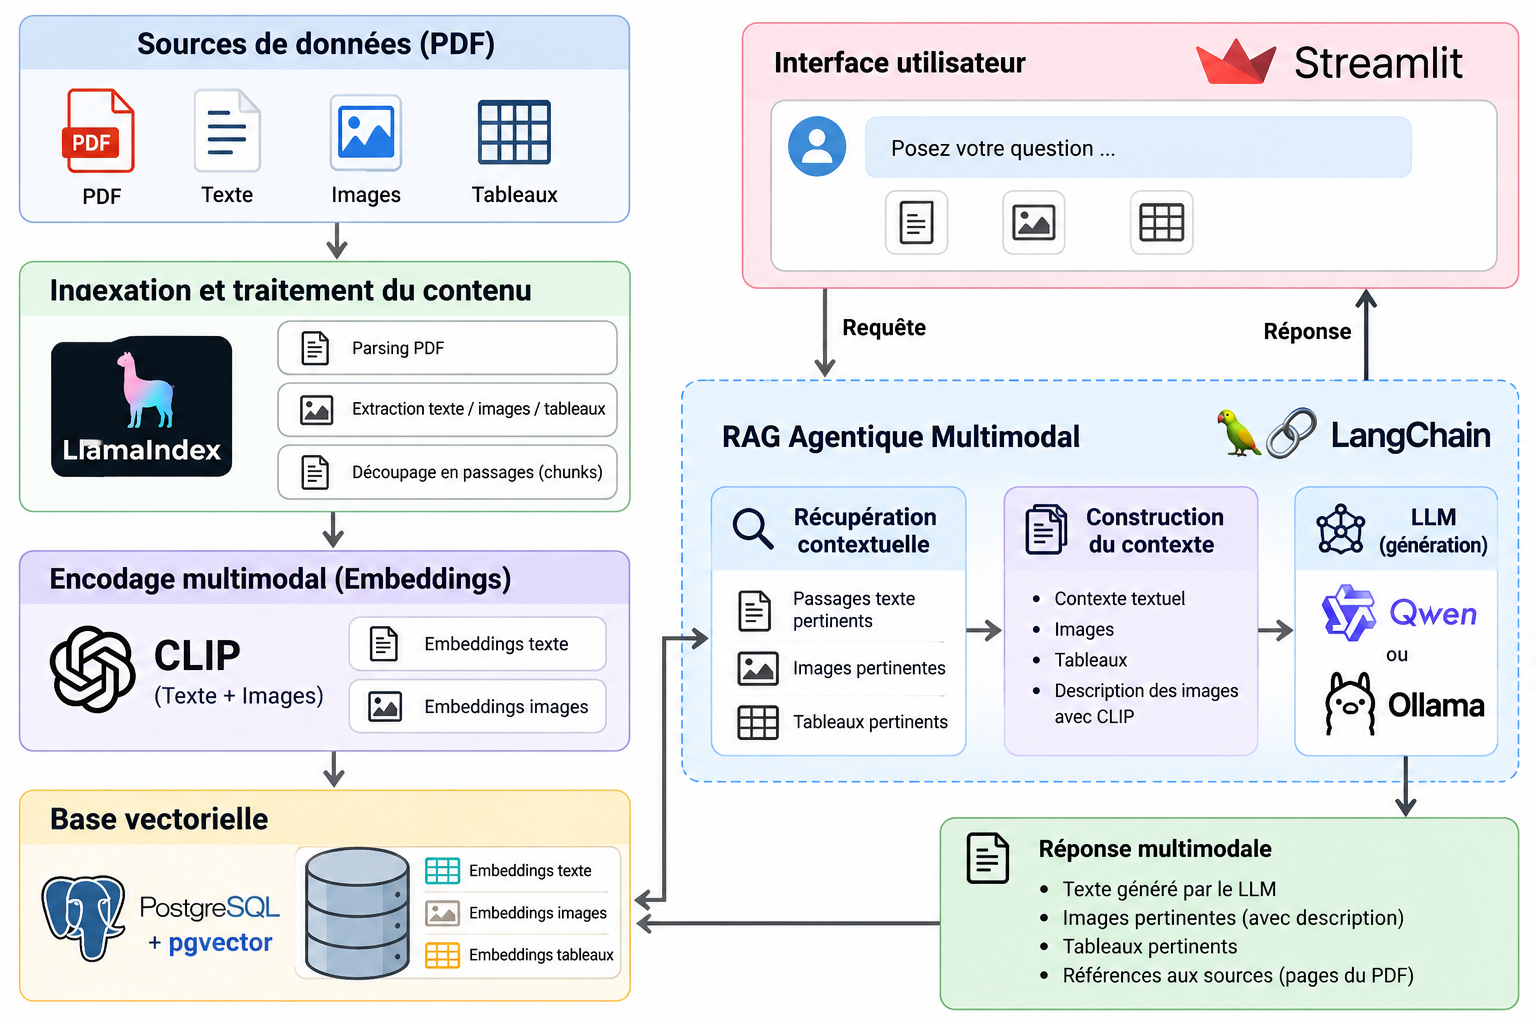 Sources de données (PDF)
PDF
PDF
Texte
Images
Tableaux
Indexation et traitement du contenu
LlamaIndex
Parsing PDF
Extraction texte / images / tableaux
Découpage en passages (chunks)
Encodage multimodal (Embeddings)
CLIP
(Texte + Images)
Embeddings texte
Embeddings images
Base vectorielle
PostgreSQL
+ pgvector
Embeddings texte
Embeddings images
Embeddings tableaux
Interface utilisateur
Streamlit
Posez votre question ...
Requête
Réponse
RAG Agentique Multimodal
LangChain
Récupération
contextuelle
Passages texte
pertinents
Images pertinentes
Tableaux pertinents
Construction
du contexte
• Contexte textuel
• Images
• Tableaux
• Description des images
avec CLIP
LLM
(génération)
Qwen
ou
Ollama
Réponse multimodale
• Texte généré par le LLM
• Images pertinentes (avec description)
• Tableaux pertinents
• Références aux sources (pages du PDF)